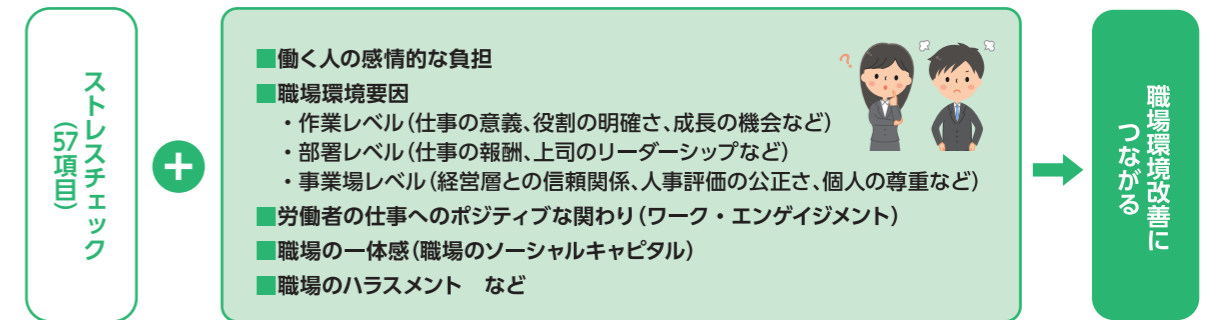 ストレスチェック
（57項目）
+
■働く人の感情的な負担
■職場環境要因
・作業レベル（仕事の意義、役割の明確さ、成長の機会など）
・部署レベル（仕事の報酬、上司のリーダーシップなど）
・事業場レベル（経営層との信頼関係、人事評価の公正さ、個人の尊重など）
■労働者の仕事へのポジティブな関わり（ワーク・エンゲイジメント）
■職場の一体感（職場のソーシャルキャピタル）
■職場のハラスメント　など
?
職場環境改善に
つながる